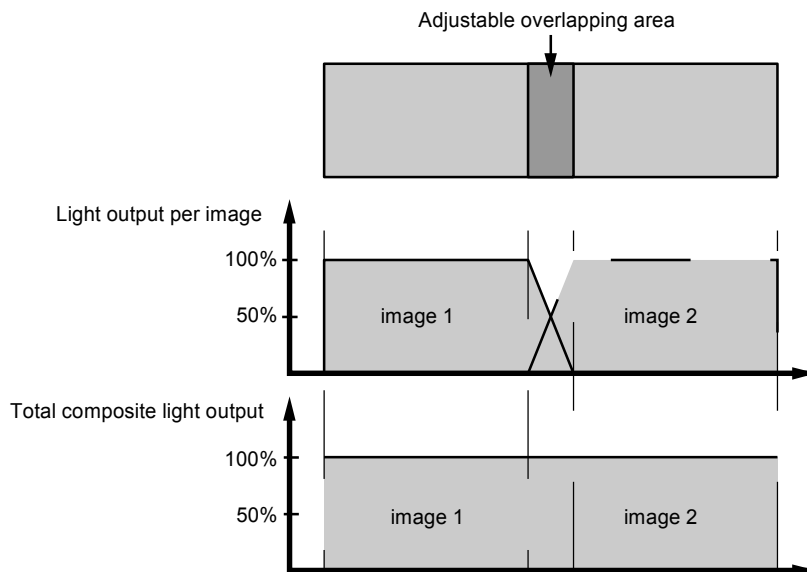 Adjustable overlapping area
Light output per image
100%
50%
image 1
image 2
Total composite light output
100%
50%
image 1
image 2